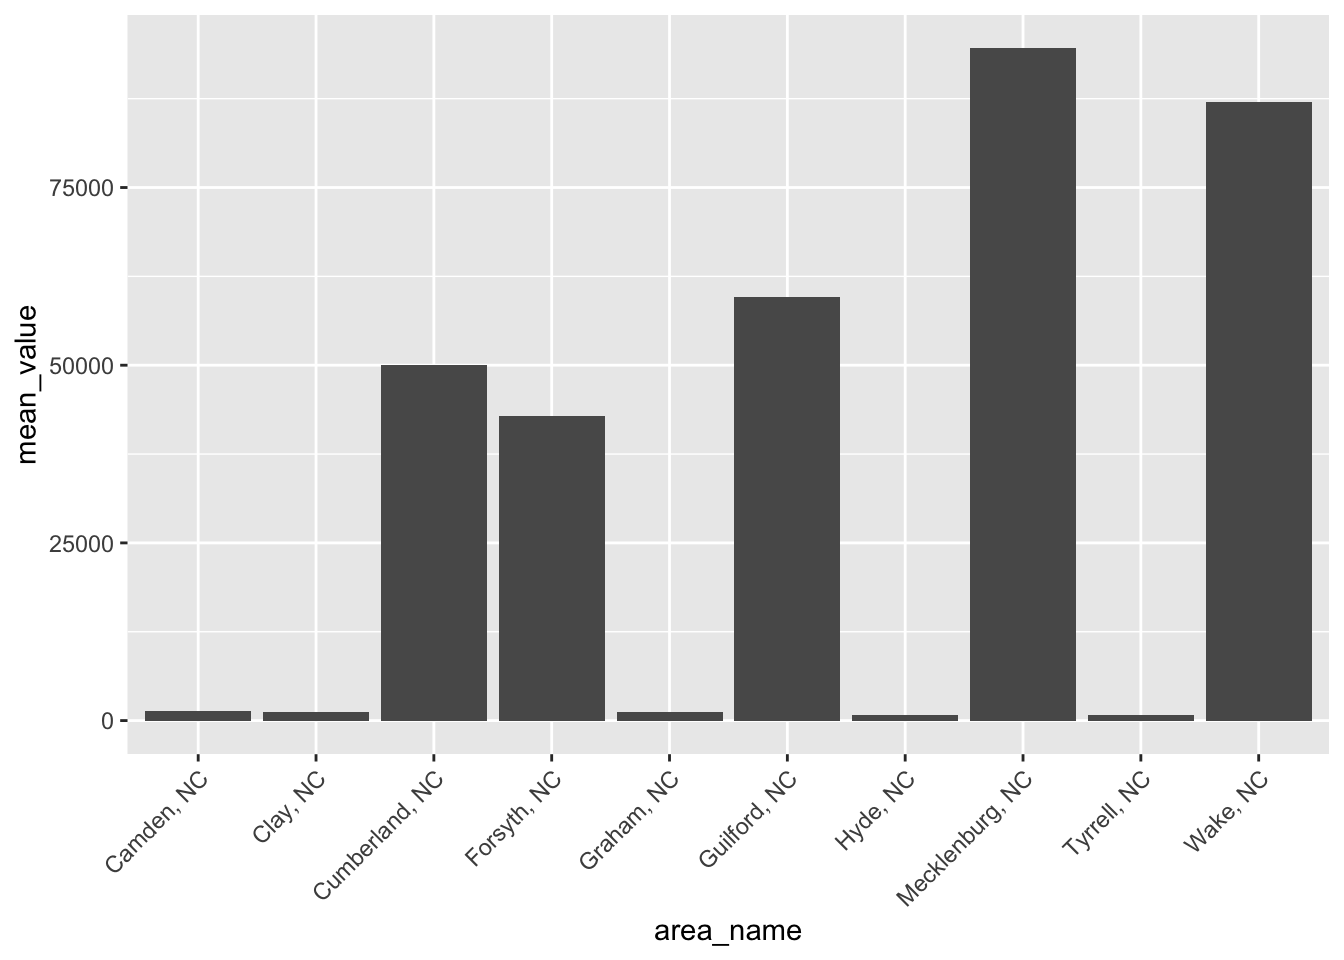 mean_value
75000
50000
25000
0
Camden, NC
Clay, NC
Cumberland, NC
Forsyth, NC
Graham, NC
Guilford, NC
Hyde, NC
Mecklenburg, NC
Tyrrell, NC
Wake, NC
area_name